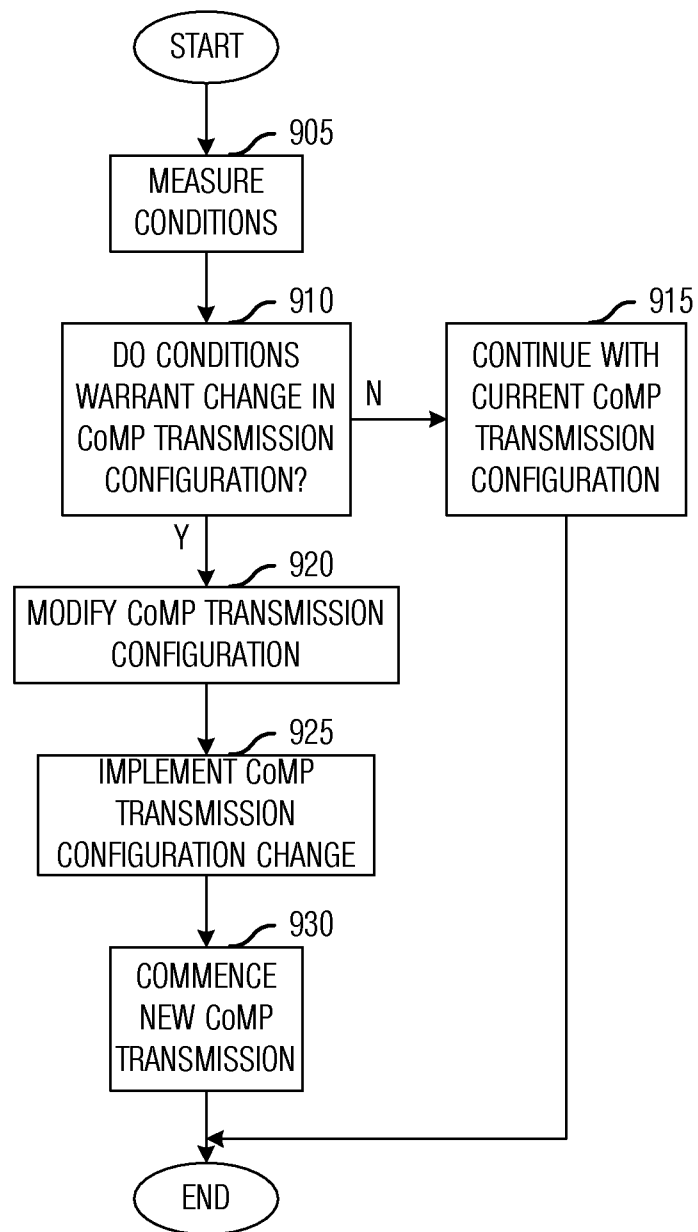 START
905
MEASURE
CONDITIONS
910
DO CONDITIONS
WARRANT CHANGE IN
CoMP TRANSMISSION
CONFIGURATION?
N
915
CONTINUE WITH
CURRENT CoMP
TRANSMISSION
CONFIGURATION
Y
920
MODIFY CoMP TRANSMISSION
CONFIGURATION
925
IMPLEMENT CoMP
TRANSMISSION
CONFIGURATION CHANGE
930
COMMENCE
NEW CoMP
TRANSMISSION
END